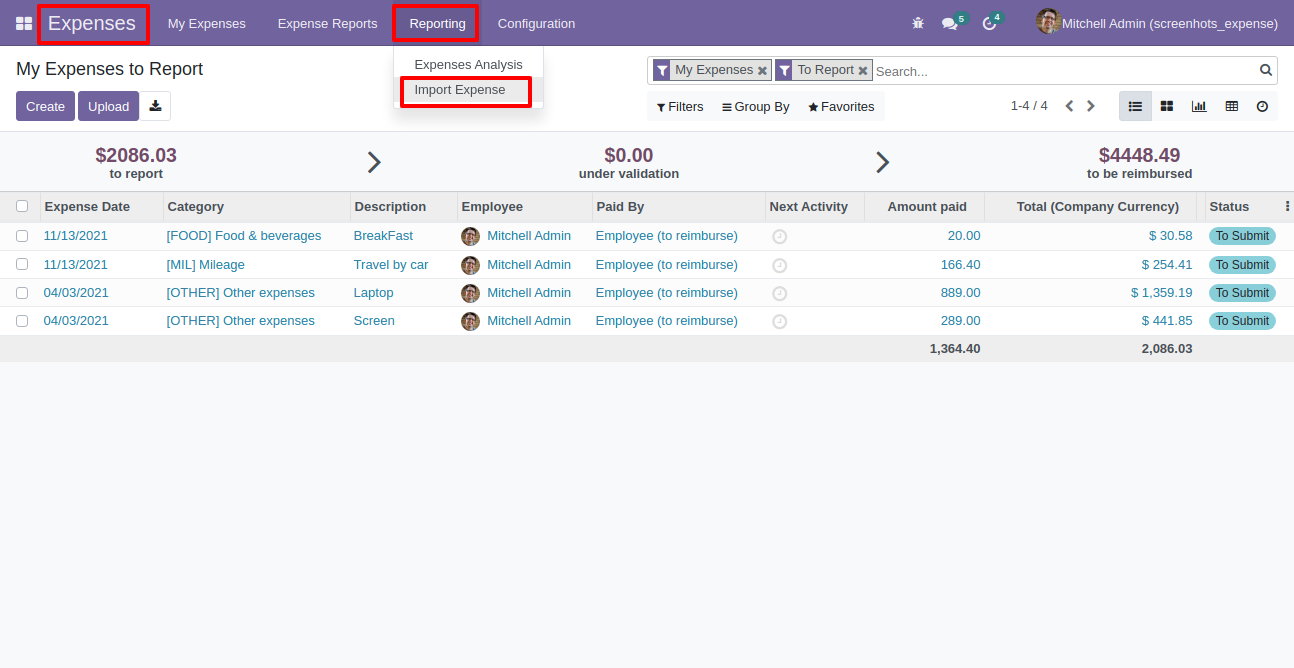 Expenses My Expenses Expense Reports Reporting Configuration 5 4 Mitchell Admin (screenhots_expense)
Expenses Analysis
Import Expense
My Expenses to Report
My Expenses To Report Search...
Create Upload
Filters Group By Favorites 1-4 / 4
$2086.03 $0.00 $4448.49
to report under validation to be reimbursed
Expense Date Category Description Employee Paid By Next Activity Amount paid Total (Company Currency) Status
11/13/2021 [FOOD] Food & beverages BreakFast Mitchell Admin Employee (to reimburse) 20.00 $ 30.58 To Submit
11/13/2021 [MIL] Mileage Travel by car Mitchell Admin Employee (to reimburse) 166.40 $ 254.41 To Submit
04/03/2021 [OTHER] Other expenses Laptop Mitchell Admin Employee (to reimburse) 889.00 $ 1,359.19 To Submit
04/03/2021 [OTHER] Other expenses Screen Mitchell Admin Employee (to reimburse) 289.00 $ 441.85 To Submit
1,364.40 2,086.03